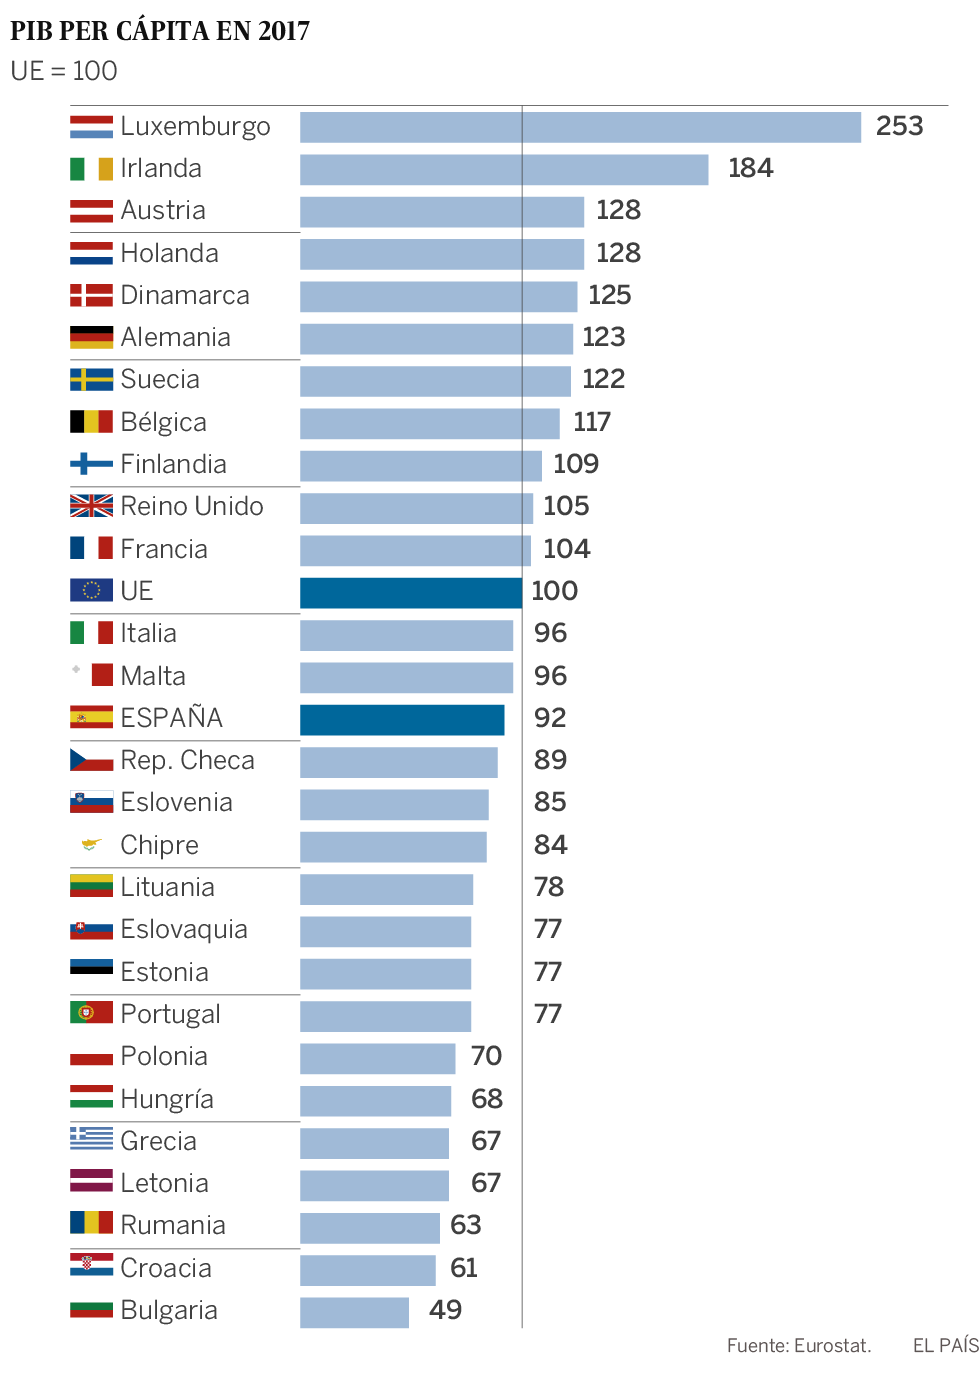 PIB PER CÁPITA EN 2017
UE = 100
Luxemburgo 253
Irlanda 184
Austria 128
Holanda 128
Dinamarca 125
Alemania 123
Suecia 122
Bélgica 117
Finlandia 109
Reino Unido 105
Francia 104
UE 100
Italia 96
Malta 96
ESPAÑA 92
Rep. Checa 89
Eslovenia 85
Chipre 84
Lituania 78
Eslovaquia 77
Estonia 77
Portugal 77
Polonia 70
Hungría 68
Grecia 67
Letonia 67
Rumania 63
Croacia 61
Bulgaria 49
Fuente: Eurostat. EL PAÍS